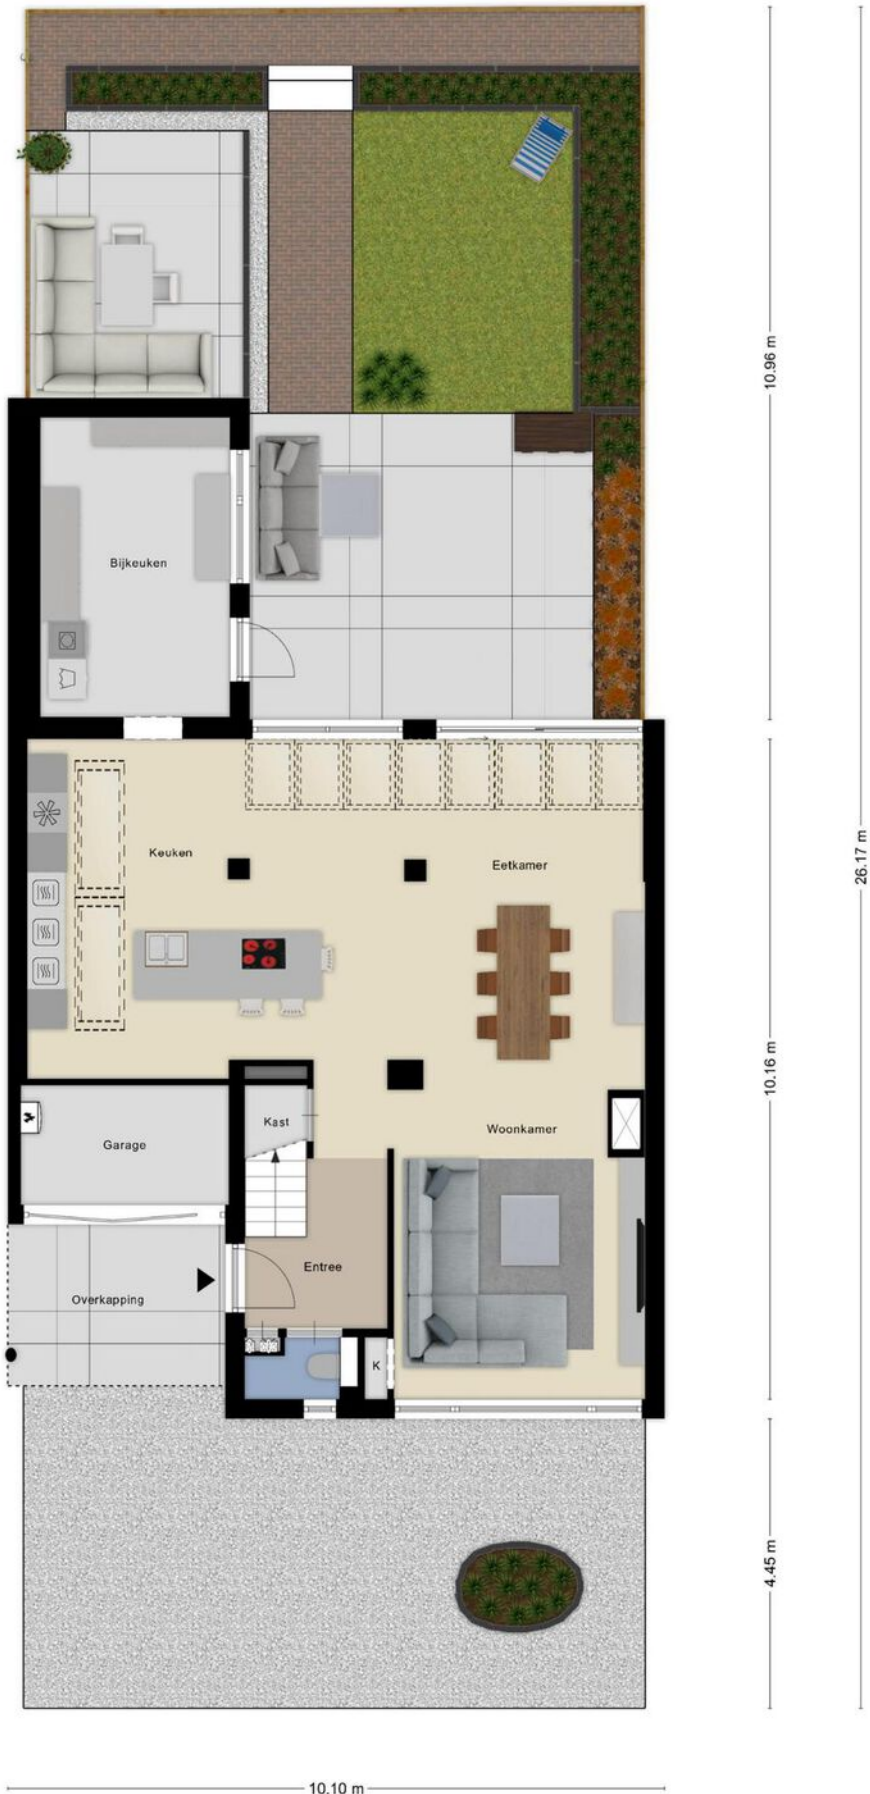 10.96 m
Bijkeuken
26.17 m
Keuken
Eetkamer
10.16 m
Kast
Woonkamer
Garage
Entree
Overkapping
K
4.45 m
10.10 m